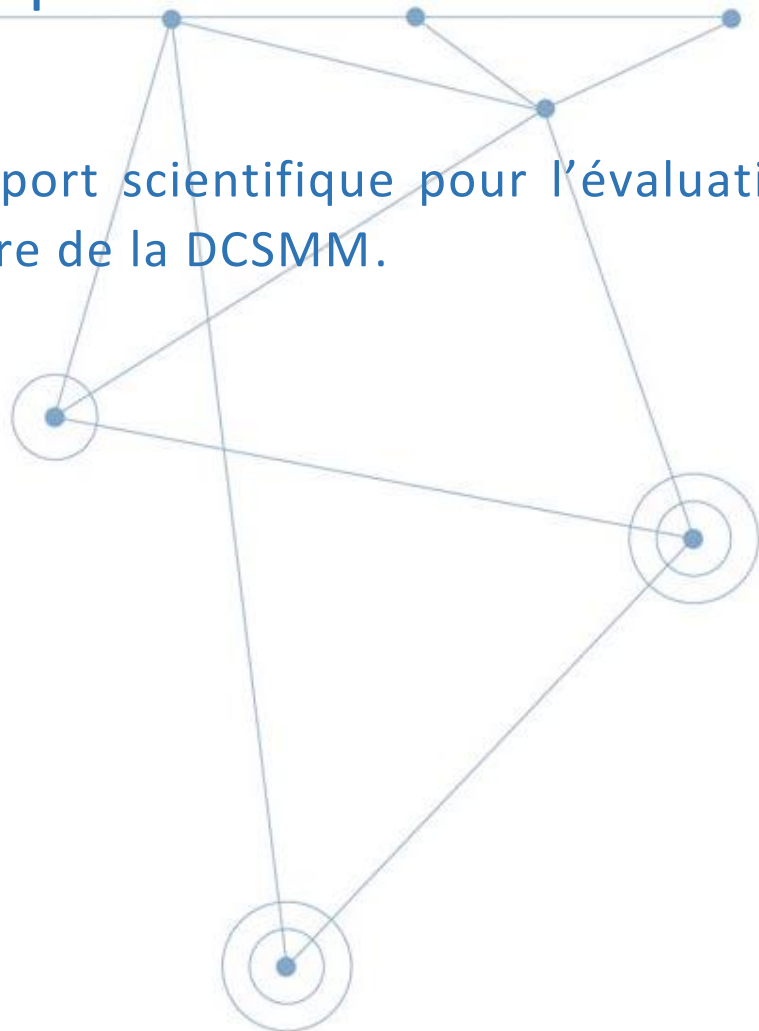 port scientifique pour l’évaluati
re de la DCSMM.